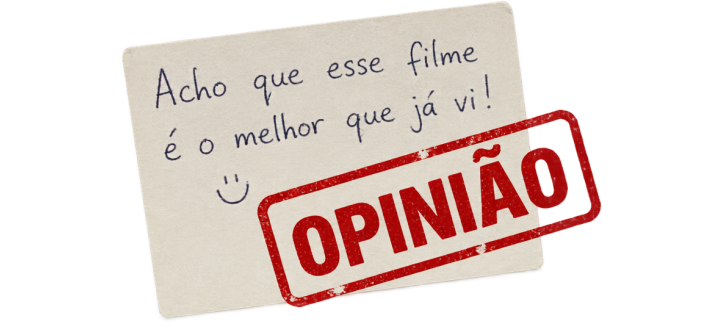 Acho que esse filme
é o melhor que já vi!
OPINIÃO